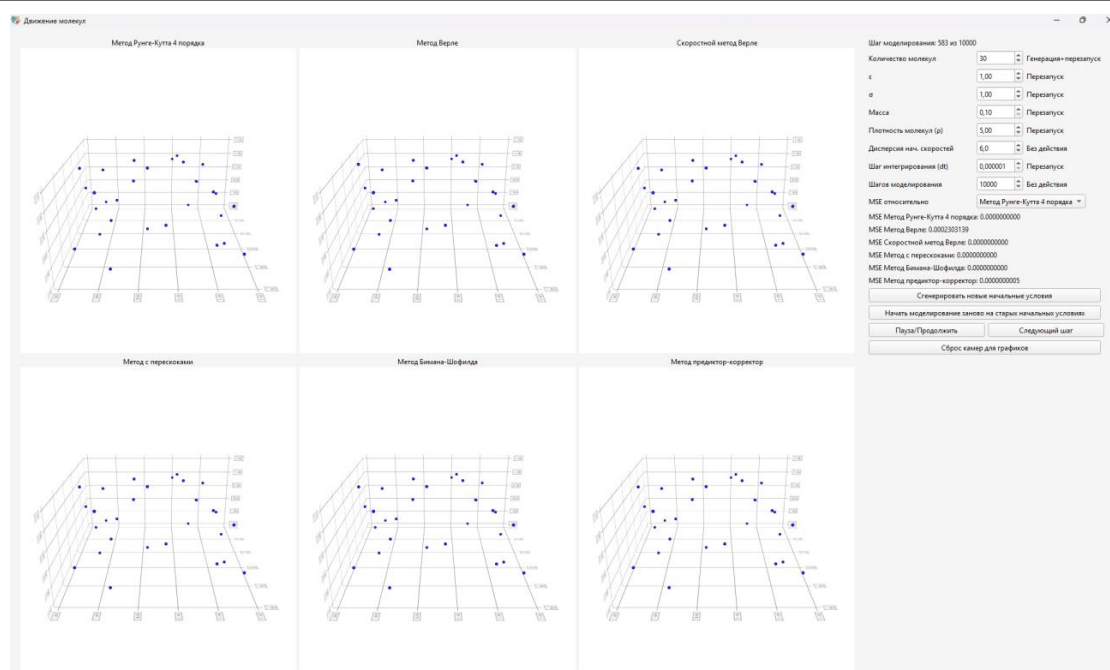 Движение молекул
Метод Рунге-Кутта 4 порядка
Метод Верле
Скоростной метод Верле
Метод с перескоками
Метод Бимана-Шофилда
Метод предиктор-корректор
Шаг моделирования: 583 из 10000
Количество молекул 30 Генерация+перезапуск
ε 1,00 Перезапуск
σ 1,00 Перезапуск
Масса 0,10 Перезапуск
Плотность молекул (ρ) 5,00 Перезапуск
Дисперсия нач. скоростей 6,0 Без действия
Шаг интегрирования (dt) 0,000001 Перезапуск
Шагов моделирования 10000 Без действия
MSE относительно Метод Рунге-Кутта 4 порядка
MSE Метод Рунге-Кутта 4 порядка: 0.0000000000
MSE Метод Верле: 0.0002303139
MSE Скоростной метод Верле: 0.0000000000
MSE Метод с перескоками: 0.0000000000
MSE Метод Бимана-Шофилда: 0.0000000000
MSE Метод предиктор-корректор: 0.0000000005
Сгенерировать новые начальные условия
Начать моделирование заново на старых начальных условиях
Пауза/Продолжить Следующий шаг
Сброс камер для графиков